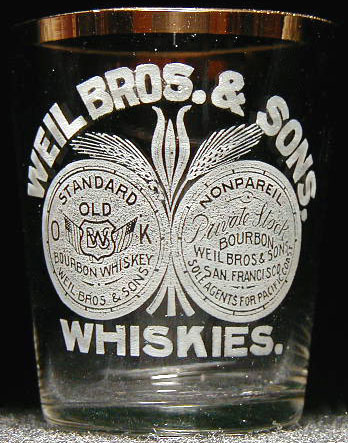 WEIL BROS. & SONS.
STANDARD
OLD
O W K
BOURBON WHISKEY
WEIL BROS. & SONS
NONPAREIL
Private Stock
BOURBON
WEIL BROS & SONS
SAN FRANCISCO
SOLE AGENTS FOR PACIFIC COAST
WHISKIES.